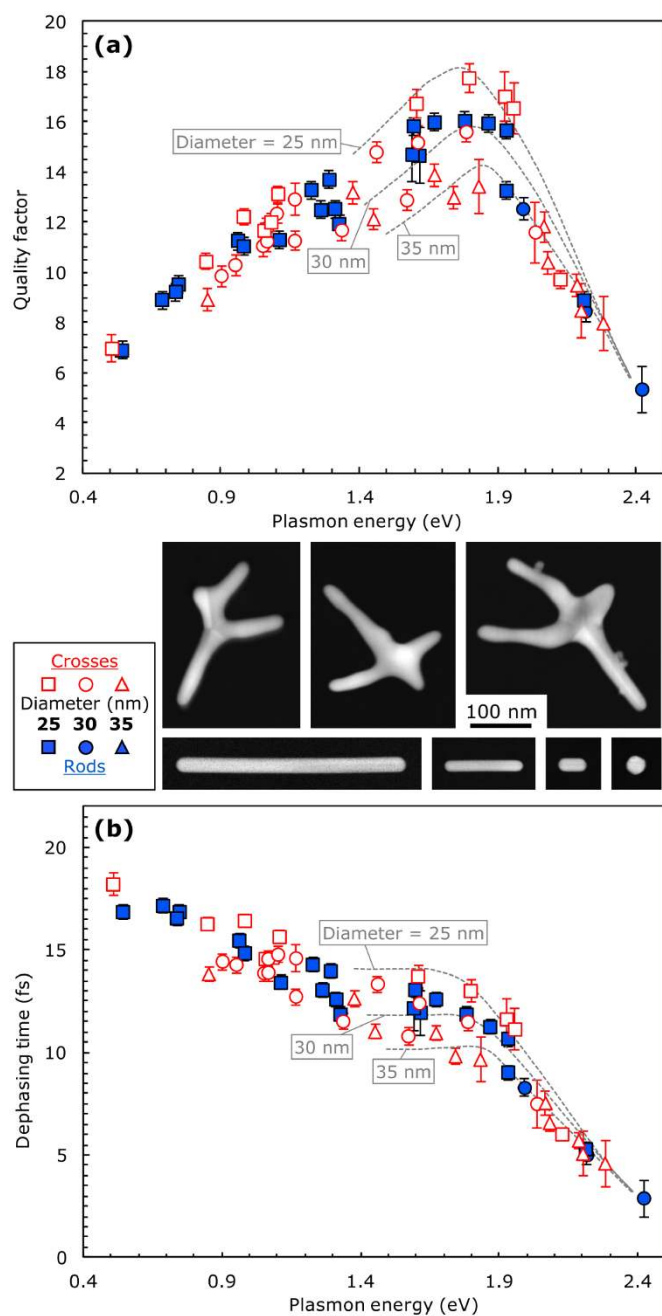 (a)
20
18
16
14
12
10
8
6
4
2
Quality factor
Diameter = 25 nm
30 nm
35 nm
0.4 0.9 1.4 1.9 2.4
Plasmon energy (eV)
Crosses
Diameter (nm)
25 30 35
Rods
100 nm
(b)
20
15
10
5
0
Dephasing time (fs)
Diameter = 25 nm
30 nm
35 nm
0.4 0.9 1.4 1.9 2.4
Plasmon energy (eV)